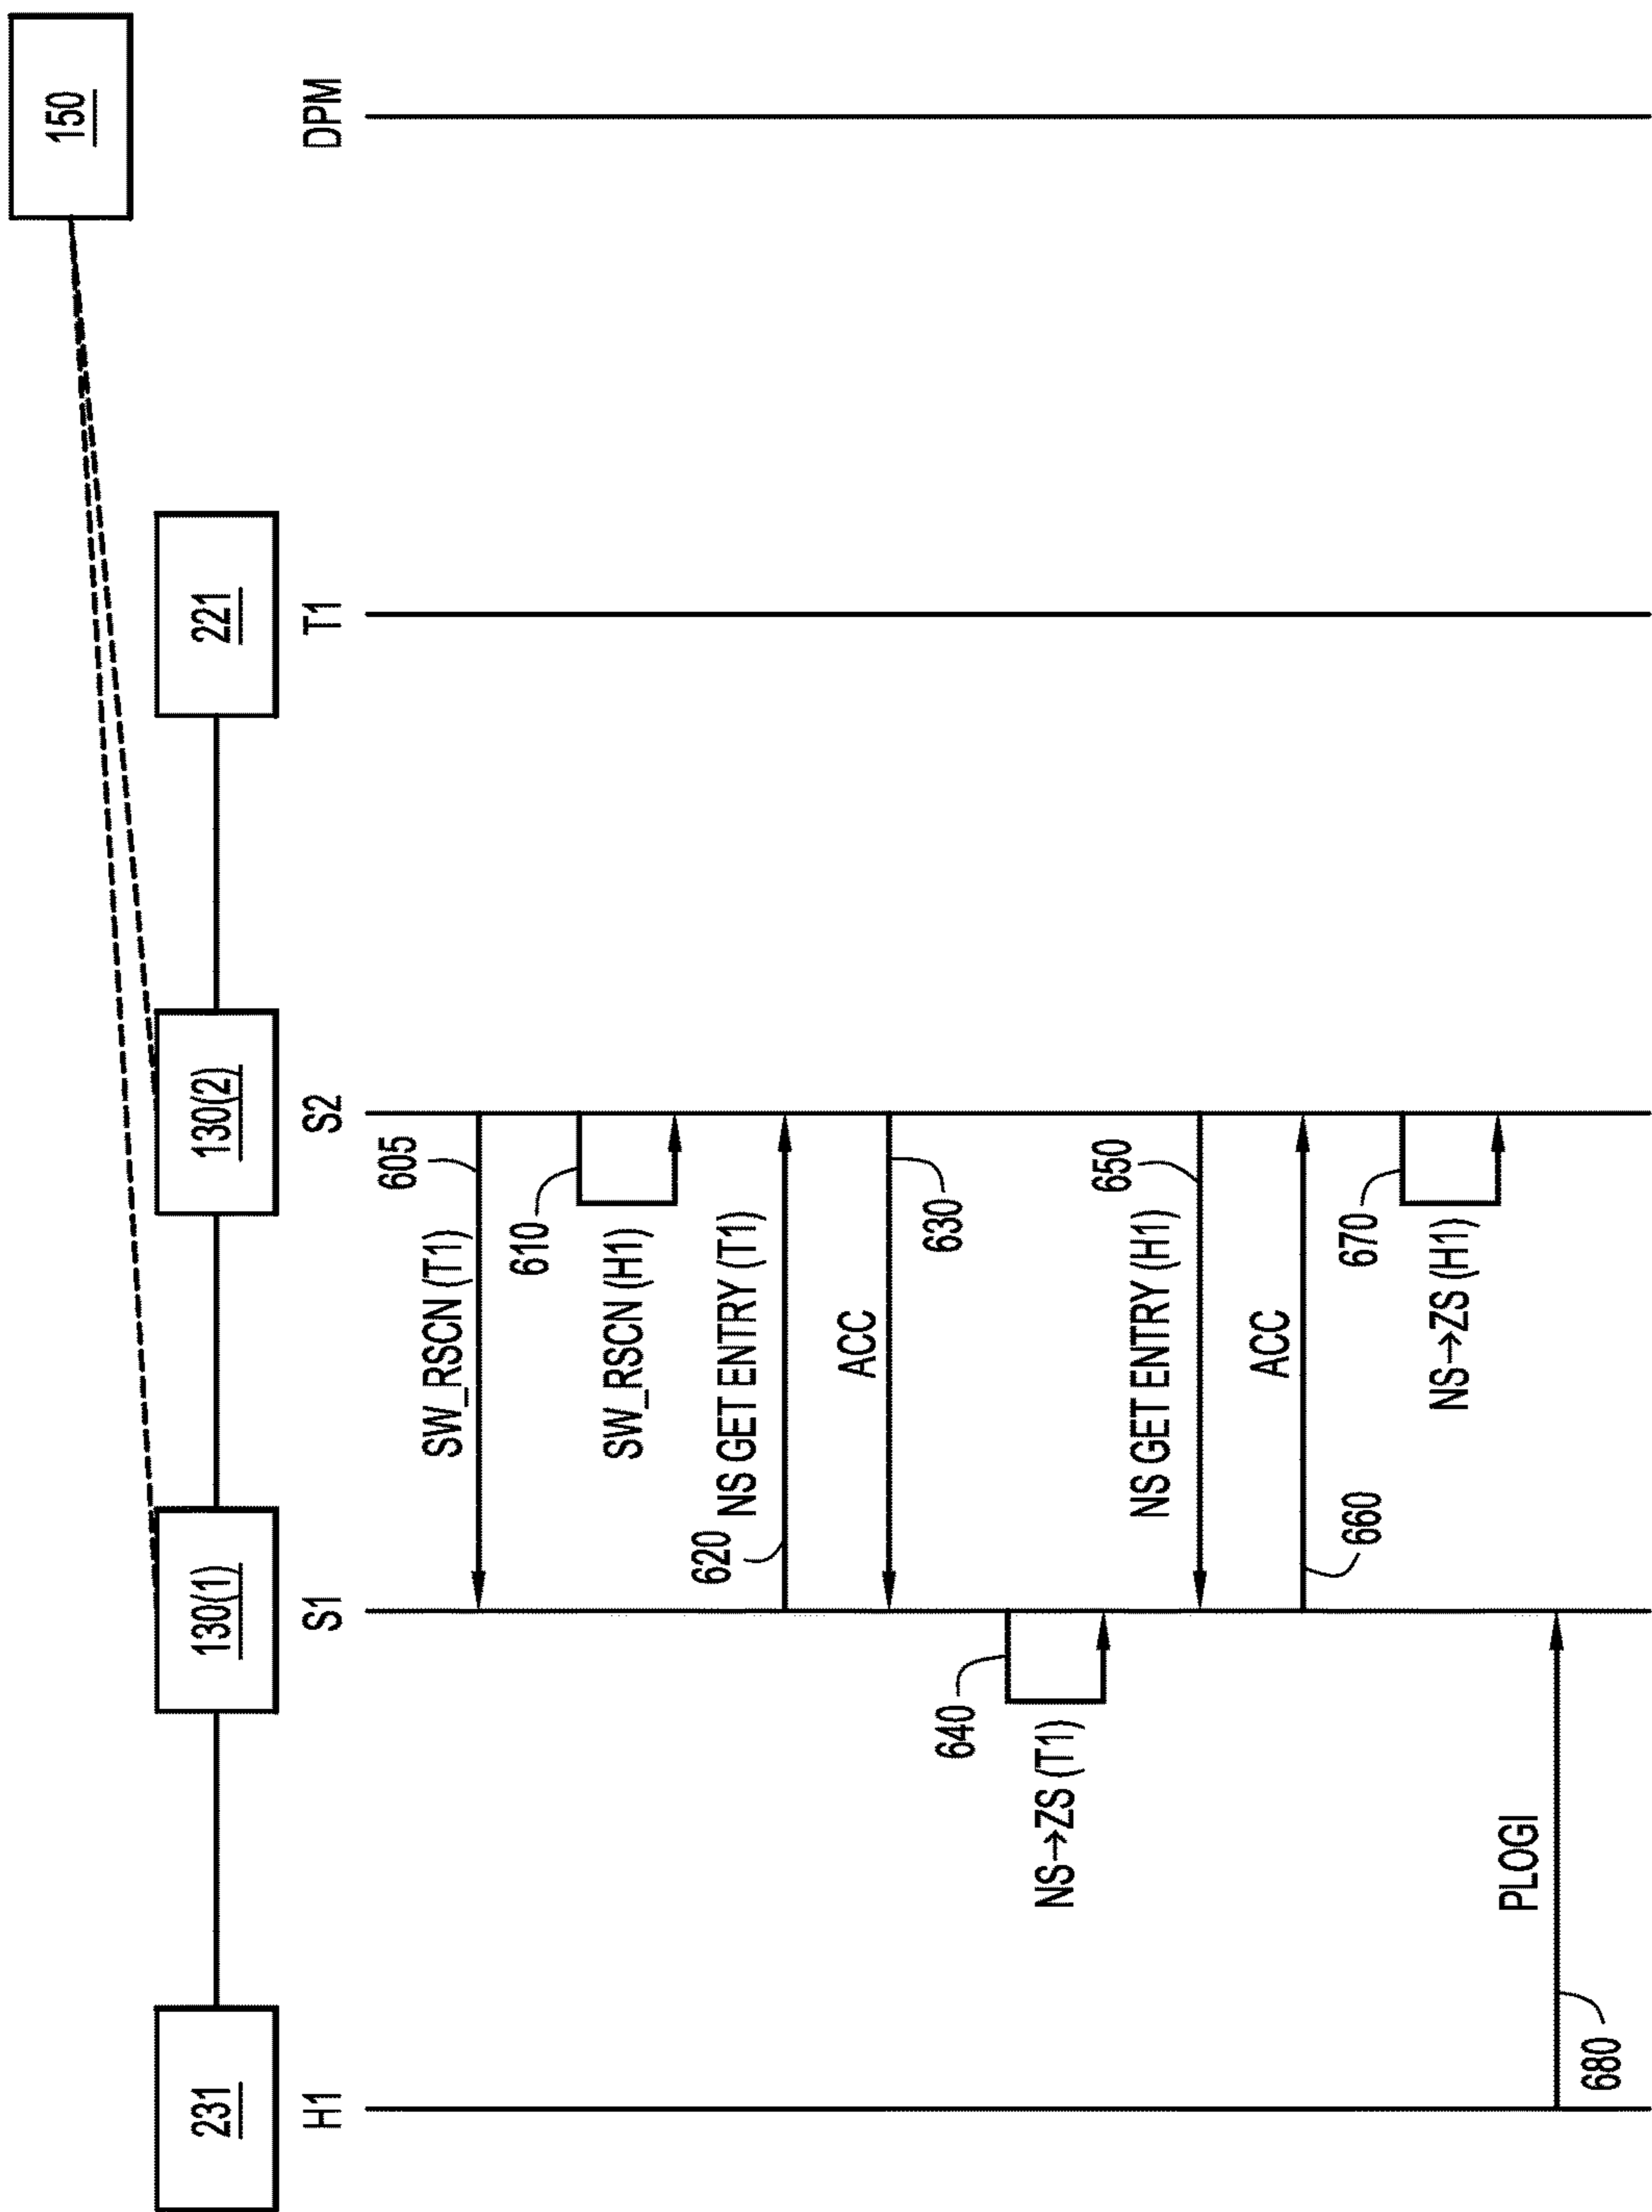 150
231
130(1)
130(2)
221
H1
S1
S2
T1
DPM
605
SW_RSCN (T1)
610
SW_RSCN (H1)
620
NS GET ENTRY (T1)
ACC
630
640
NS→ZS (T1)
650
NS GET ENTRY (H1)
ACC
660
670
NS→ZS (H1)
PLOGI
680